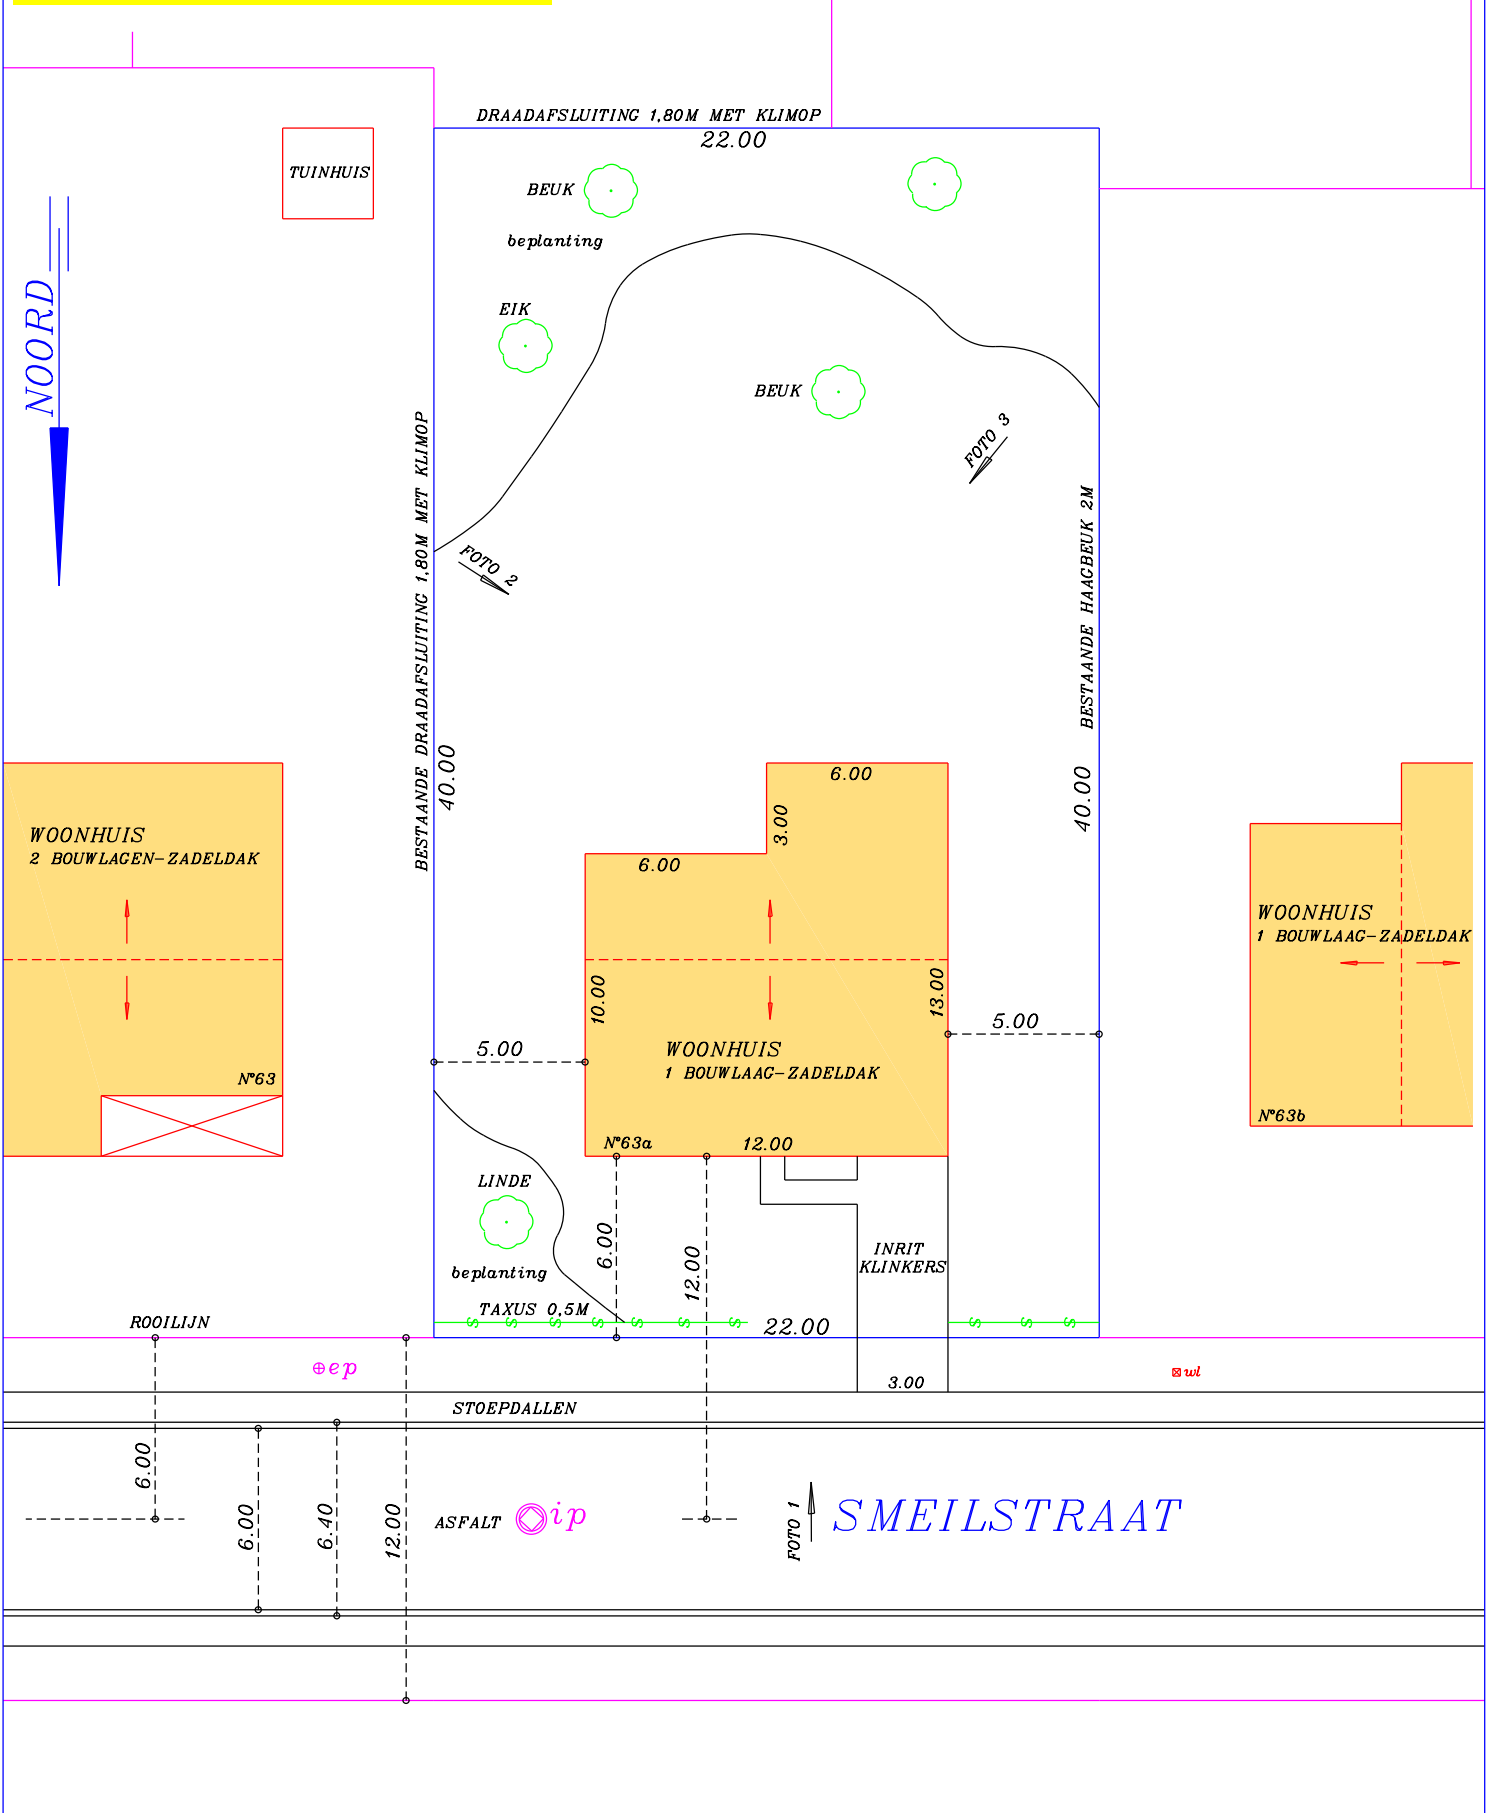 DRAADAFSLUITING 1,80M MET KLIMOP
22.00
TUINHUIS
BEUK
beplanting
NOORD
EIK
BEUK
FOTO 3
BESTAANDE DRAADAFSLUITING 1,80M MET KLIMOP
40.00
FOTO 2
BESTAANDE HAAGBEUK 2M
40.00
6.00
3.00
6.00
WOONHUIS
2 BOUWLAGEN-ZADELDAK
WOONHUIS
1 BOUWLAAG-ZADELDAK
10.00
13.00
5.00
5.00
WOONHUIS
1 BOUWLAAG-ZADELDAK
N°63
N°63b
N°63a
12.00
LINDE
6.00
12.00
INRIT
KLINKERS
beplanting
TAXUS 0,5M
S S S S S S S S S S
22.00
ROOILIJN
ep
wl
3.00
STOEPDALLEN
6.00
6.00
6.40
12.00
ASFALT
ip
FOTO 1
SMEILSTRAAT